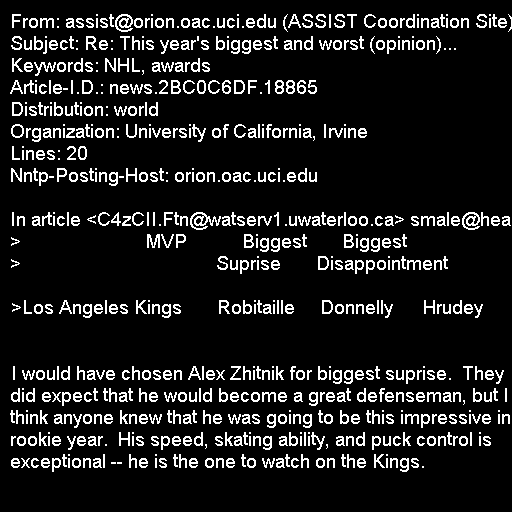 From: assist@orion.oac.uci.edu (ASSIST Coordination Site)
Subject: Re: This year's biggest and worst (opinion)...
Keywords: NHL, awards
Article-I.D.: news.2BC0C6DF.18865
Distribution: world
Organization: University of California, Irvine
Lines: 20
Nntp-Posting-Host: orion.oac.uci.edu
In article <C4zCII.Ftn@watserv1.uwaterloo.ca> smale@hea
> MVP Biggest Biggest
> Suprise Disappointment
>Los Angeles Kings Robitaille Donnelly Hrudey
I would have chosen Alex Zhitnik for biggest suprise. They
did expect that he would become a great defenseman, but I
think anyone knew that he was going to be this impressive in
rookie year. His speed, skating ability, and puck control is
exceptional -- he is the one to watch on the Kings.